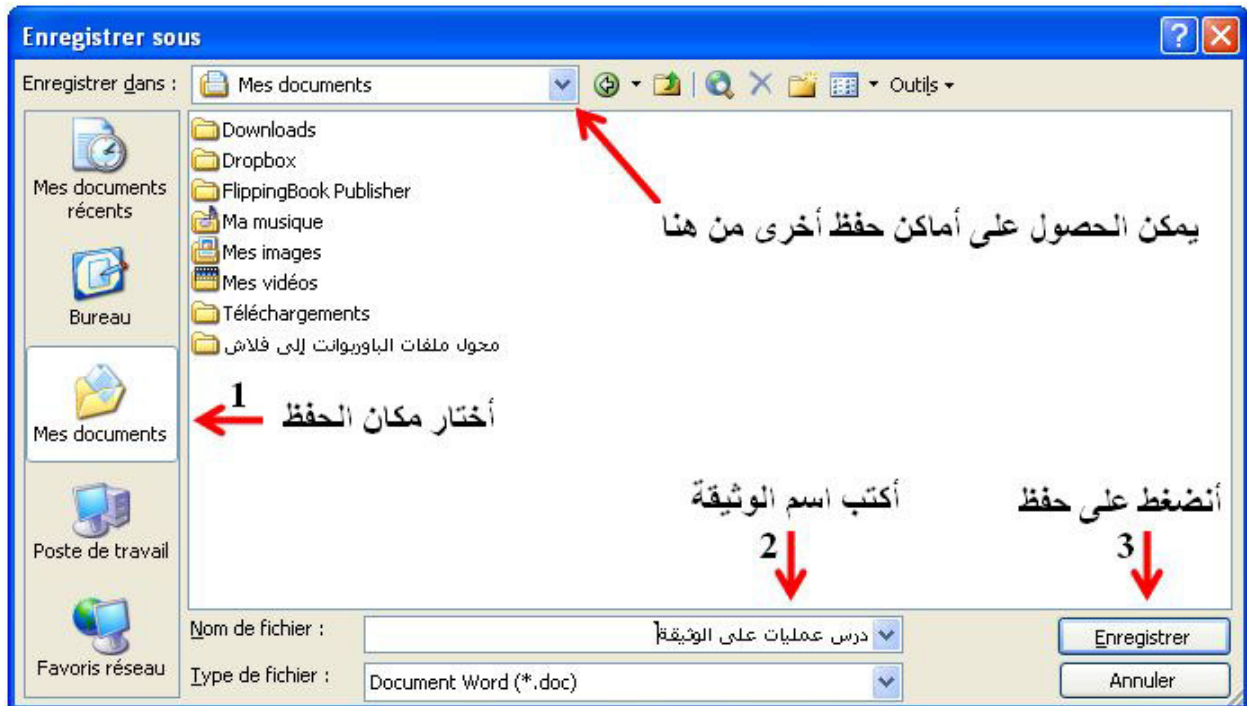 Enregistrer sous
Enregistrer dans :
Mes documents
Outils
Mes documents récents
Bureau
Mes documents
Poste de travail
Favoris réseau
Downloads
Dropbox
FlippingBook Publisher
Ma musique
Mes images
Mes vidéos
Téléchargements
محول ملفات الباوربوانت إلى فلاش
يمكن الحصول على أماكن حفظ أخرى من هنا
1 أختار مكان الحفظ
أكتب اسم الوثيقة
2
أنضغط على حفظ
3
Nom de fichier :
درس عمليات على الوثيقة
Enregistrer
Type de fichier :
Document Word (*.doc)
Annuler